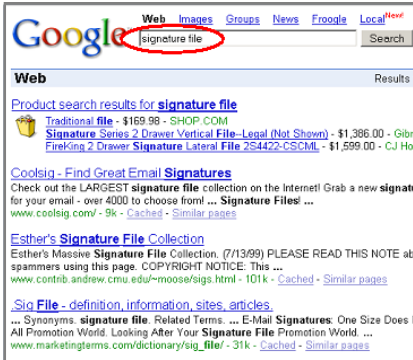 Web Images Groups News Froogle Local New!
Google
signature file
Search
Web Results
Product search results for signature file
Traditional file - $169.98 - SHOP.COM
Signature Series 2 Drawer Vertical File--Legal (Not Shown) - $1,386.00 - Gibr
FireKing 2 Drawer Signature Lateral File 2S4422-CSCML - $1,599.00 - CJ Ho
Coolsig - Find Great Email Signatures
Check out the LARGEST signature file collection on the Internet! Grab a new signatu
for your email - over 4000 to choose from! ... Signature Files! ...
www.coolsig.com/ - 9k - Cached - Similar pages
Esther's Signature File Collection
Esther's Massive Signature File Collection. (7/13/99) PLEASE READ THIS NOTE ab
spammers using this page. COPYRIGHT NOTICE: This ...
www.contrib.andrew.cmu.edu/~moose/sigs.html - 101k - Cached - Similar pages
.Sig File - definition, information, sites, articles.
... Synonyms. signature file. Related Terms. ... E-Mail Signatures: One Size Does
All Promotion World. Looking After Your Signature File Promotion World. ...
www.marketingterms.com/dictionary/sig_file/ - 31k - Cached - Similar pages